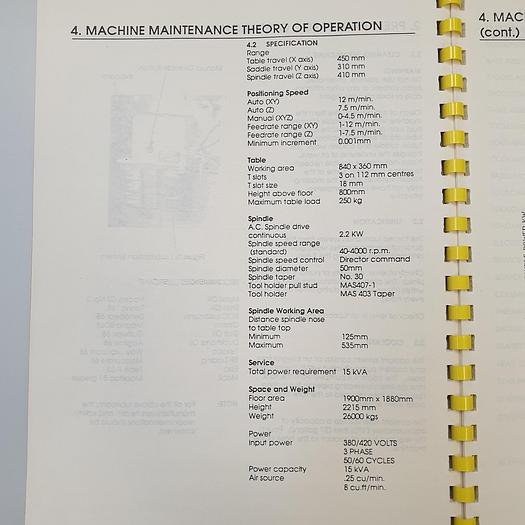 4. MACHINE MAINTENANCE THEORY OF OPERATION
4.2 SPECIFICATION
Range
Table travel (X axis) 450 mm
Saddle travel (Y axis) 310 mm
Spindle travel (Z axis) 410 mm
Positioning Speed
Auto (XY) 12 m/min.
Auto (Z) 7.5 m/min.
Manual (XYZ) 0-4.5 m/min.
Feedrate range (XY) 1-12 m/min.
Feedrate range (Z) 1-7.5 m/min.
Minimum increment 0.001mm
Table
Working area 840 x 360 mm
T slots 3 on 112 mm centres
T slot size 18 mm
Height above floor 800mm
Maximum table load 250 kg
Spindle
A.C. Spindle drive
continuous 2.2 KW
Spindle speed range
(standard) 40-4000 r.p.m.
Spindle speed control Director command
Spindle diameter 50mm
Spindle taper No. 30
Tool holder pull stud MAS407-1
Tool holder MAS 403 Taper
Spindle Working Area
Distance spindle nose
to table top
Minimum 125mm
Maximum 535mm
Service
Total power requirement 15 kVA
Space and Weight
Floor area 1900mm x 1880mm
Height 2215 mm
Weight 26000 kgs
Power
Input power 380/420 VOLTS
3 PHASE
50/60 CYCLES
Power capacity 15 kVA
Air source .25 cu/min.
8 cu.ft/min.
4. MAC
(cont.)